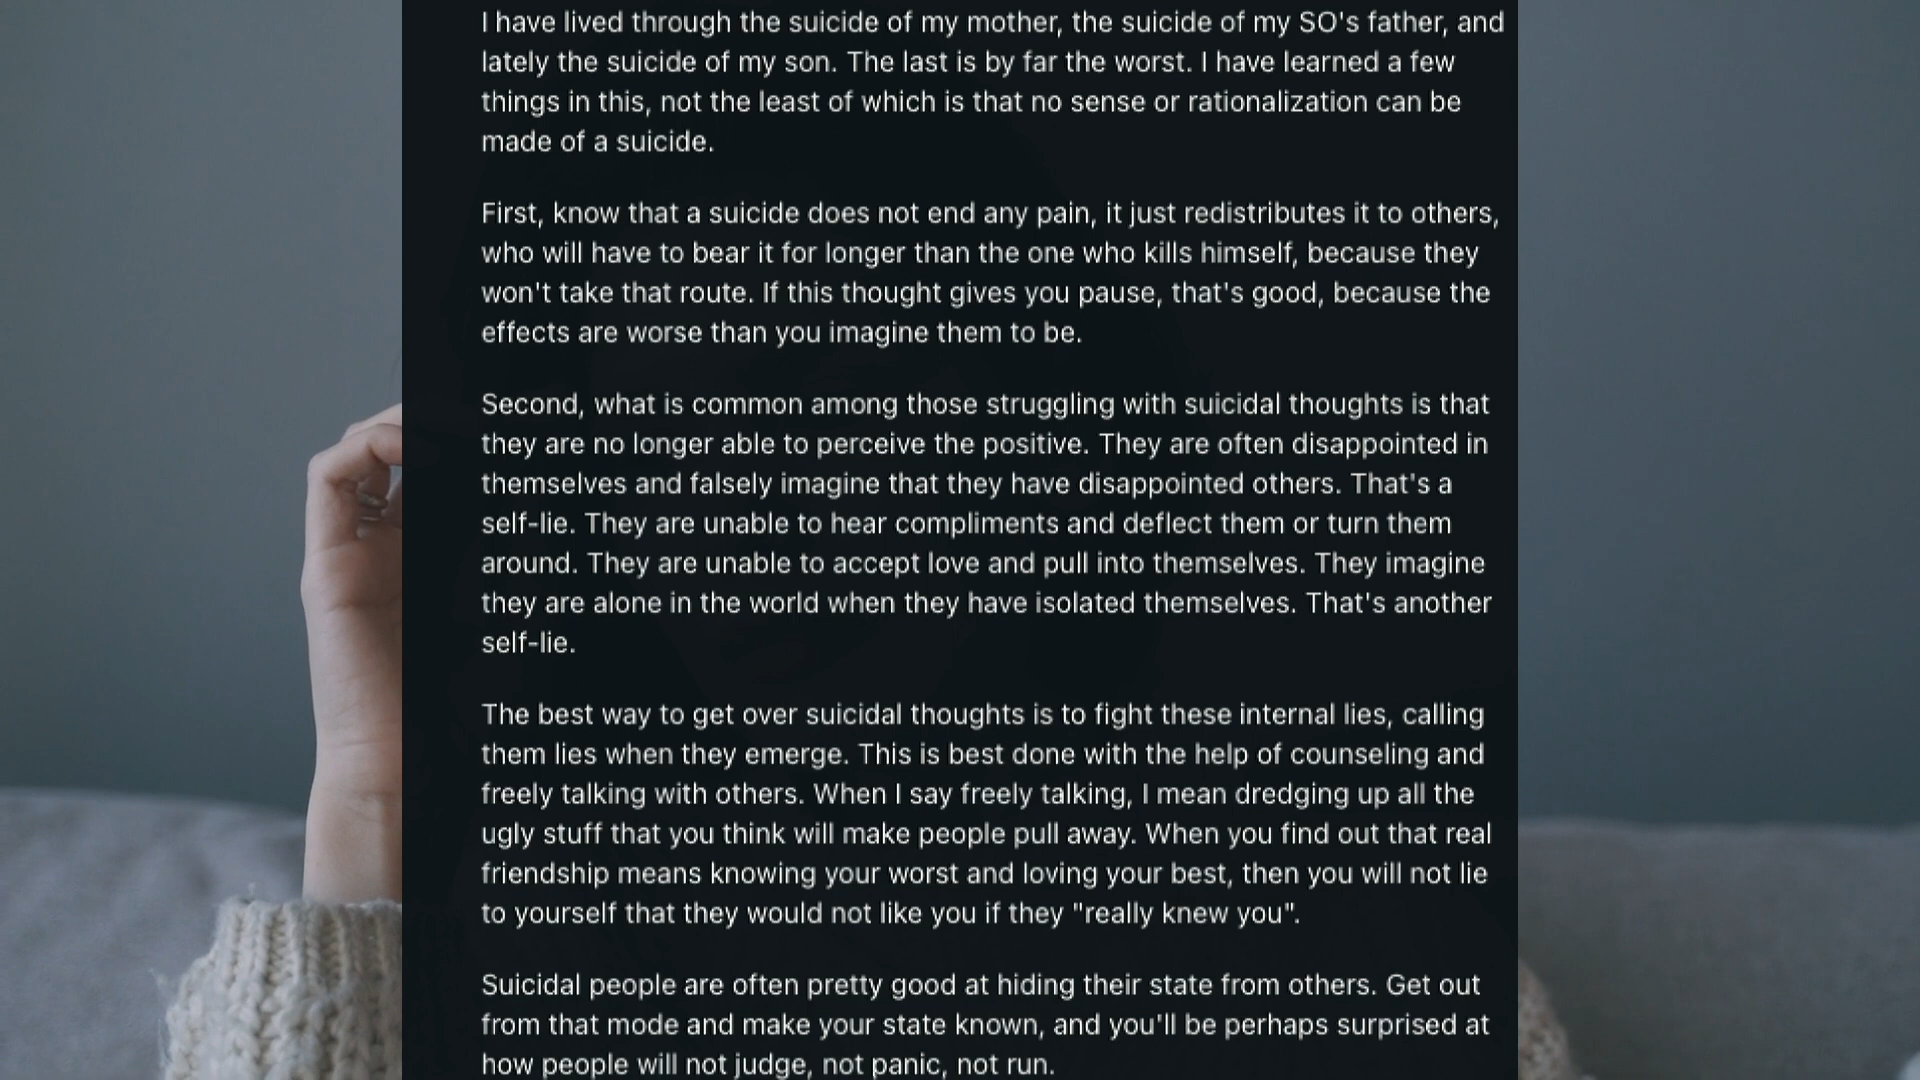 I have lived through the suicide of my mother, the suicide of my SO's father, and
lately the suicide of my son. The last is by far the worst. I have learned a few
things in this, not the least of which is that no sense or rationalization can be
made of a suicide.
First, know that a suicide does not end any pain, it just redistributes it to others,
who will have to bear it for longer than the one who kills himself, because they
won't take that route. If this thought gives you pause, that's good, because the
effects are worse than you imagine them to be.
Second, what is common among those struggling with suicidal thoughts is that
they are no longer able to perceive the positive. They are often disappointed in
themselves and falsely imagine that they have disappointed others. That's a
self-lie. They are unable to hear compliments and deflect them or turn them
around. They are unable to accept love and pull into themselves. They imagine
they are alone in the world when they have isolated themselves. That's another
self-lie.
The best way to get over suicidal thoughts is to fight these internal lies, calling
them lies when they emerge. This is best done with the help of counseling and
freely talking with others. When I say freely talking, I mean dredging up all the
ugly stuff that you think will make people pull away. When you find out that real
friendship means knowing your worst and loving your best, then you will not lie
to yourself that they would not like you if they "really knew you".
Suicidal people are often pretty good at hiding their state from others. Get out
from that mode and make your state known, and you'll be perhaps surprised at
how people will not judge, not panic, not run.